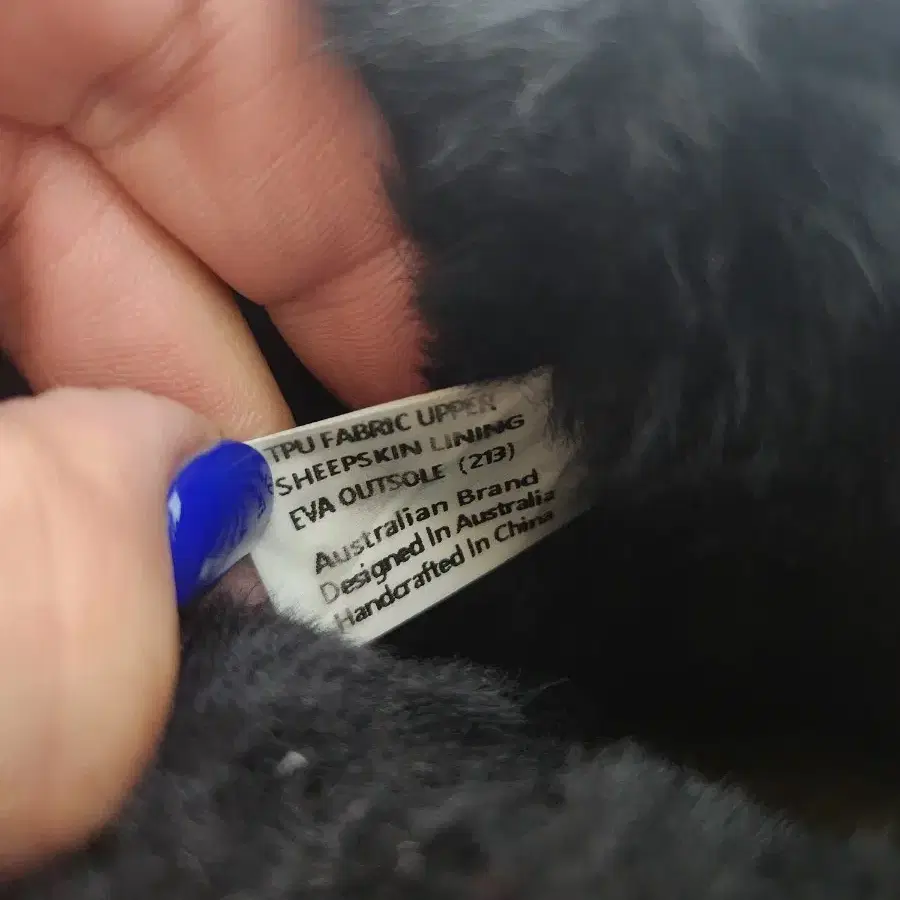 TPU FABRIC UPPER
SHEEPSKIN LINING
EVA OUTSOLE (213)
Australian Brand
Designed In Australia
Handcrafted In China